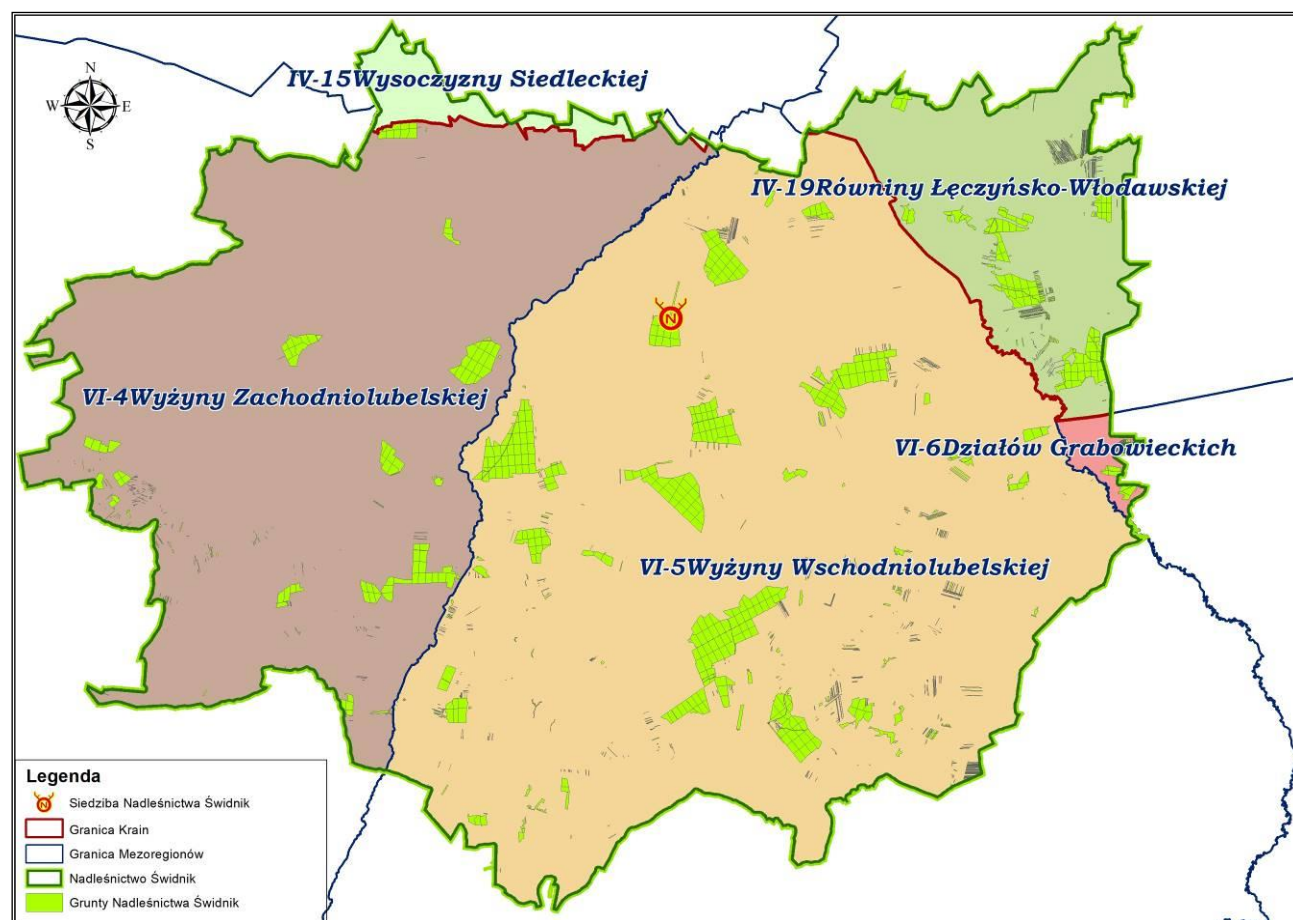 N
W E
S
IV-15Wysoczyzny Siedleckiej
IV-19Równiny Łęczyńsko-Włodawskiej
N
VI-4Wyżyny Zachodniolubelskiej
VI-6Działów Grabowieckich
VI-5Wyżyny Wschodniolubelskiej
Legenda
N Siedziba Nadleśnictwa Świdnik
Granica Krain
Granica Mezoregionów
Nadleśnictwo Świdnik
Grunty Nadleśnictwa Świdnik